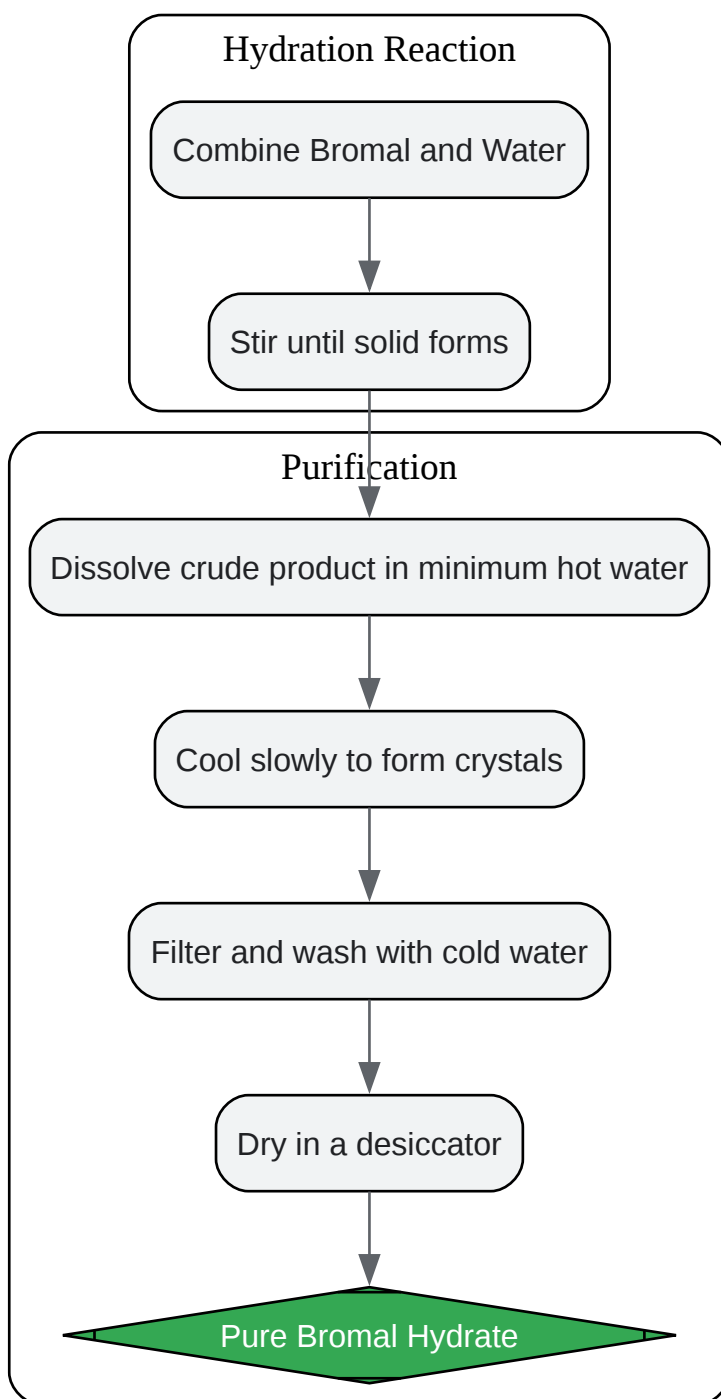 Hydration Reaction
Combine Bromal and Water
Stir until solid forms
Purification
Dissolve crude product in minimum hot water
Cool slowly to form crystals
Filter and wash with cold water
Dry in a desiccator
Pure Bromal Hydrate